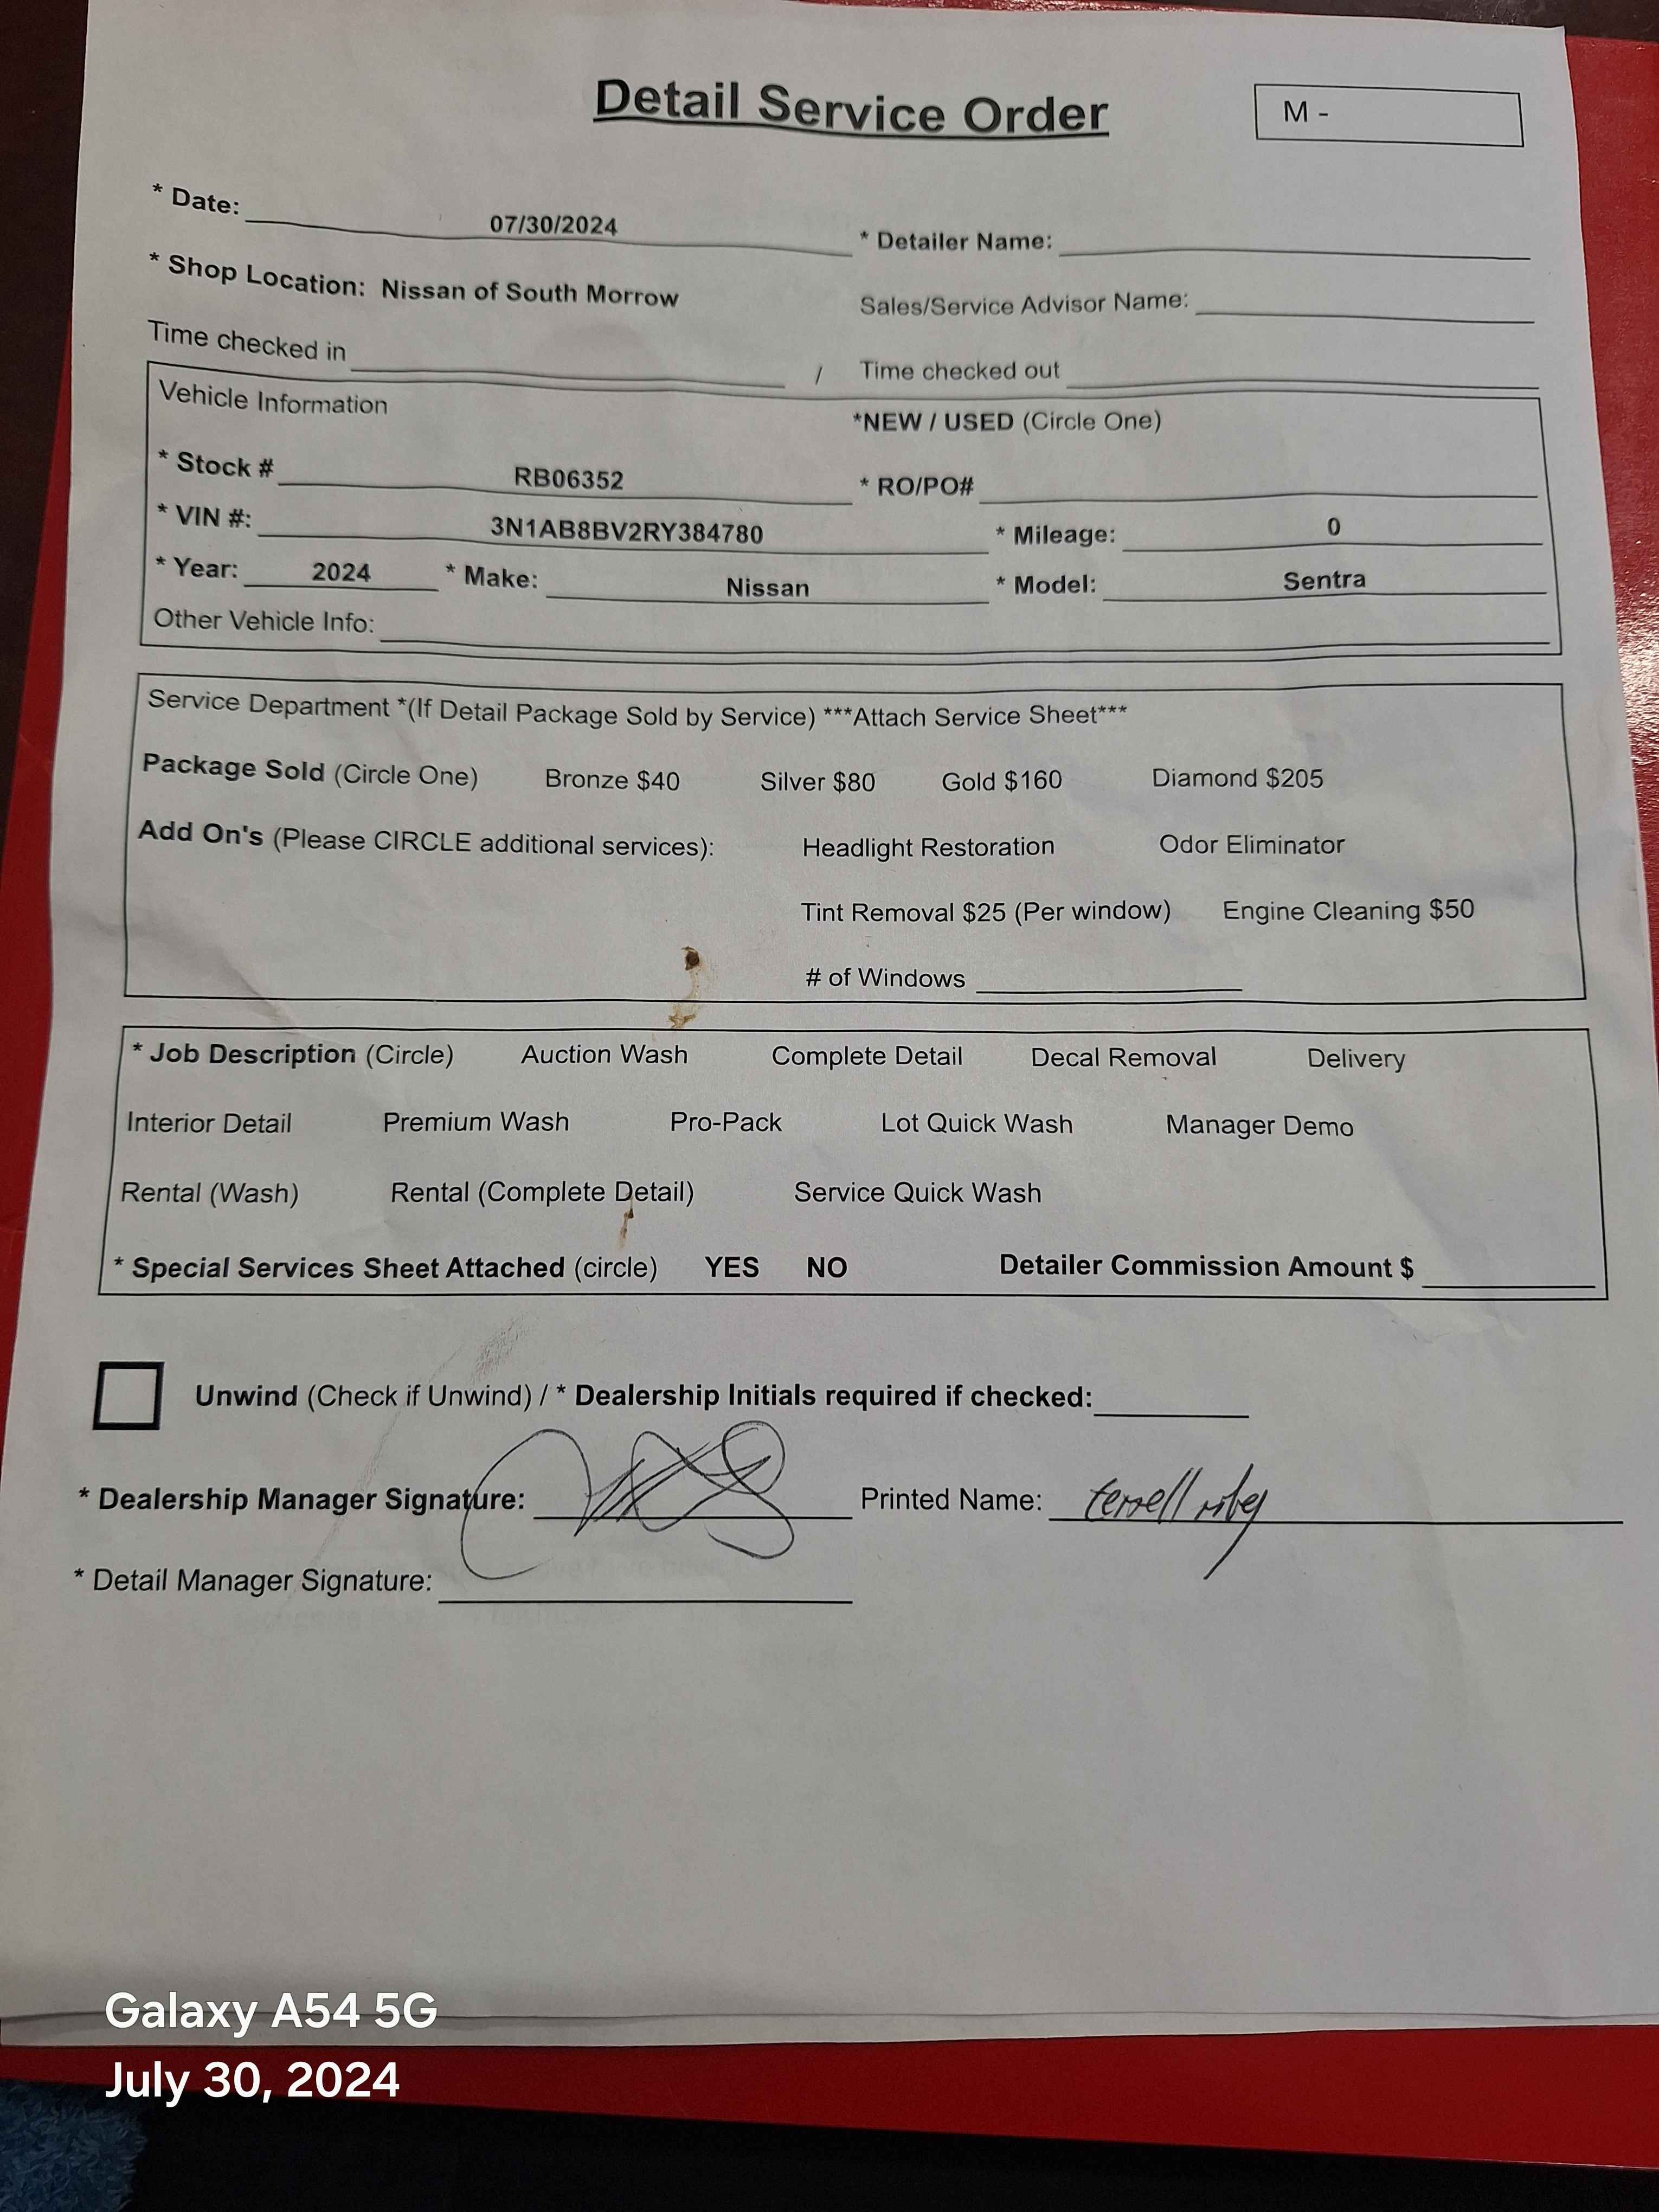 Detail Service Order
M -
* Date: 07/30/2024 * Detailer Name:
* Shop Location: Nissan of South Morrow Sales/Service Advisor Name:
Time checked in / Time checked out
Vehicle Information *NEW / USED (Circle One)
* Stock # RB06352 * RO/PO#
* VIN #: 3N1AB8BV2RY384780 * Mileage: 0
* Year: 2024 * Make: Nissan * Model: Sentra
Other Vehicle Info:
Service Department *(If Detail Package Sold by Service) ***Attach Service Sheet***
Package Sold (Circle One) Bronze $40 Silver $80 Gold $160 Diamond $205
Add On's (Please CIRCLE additional services): Headlight Restoration Odor Eliminator
Tint Removal $25 (Per window) Engine Cleaning $50
# of Windows
* Job Description (Circle) Auction Wash Complete Detail Decal Removal Delivery
Interior Detail Premium Wash Pro-Pack Lot Quick Wash Manager Demo
Rental (Wash) Rental (Complete Detail) Service Quick Wash
* Special Services Sheet Attached (circle) YES NO Detailer Commission Amount $
Unwind (Check if Unwind) / * Dealership Initials required if checked:
* Dealership Manager Signature: Printed Name: terrell
* Detail Manager Signature:
Galaxy A54 5G
July 30, 2024